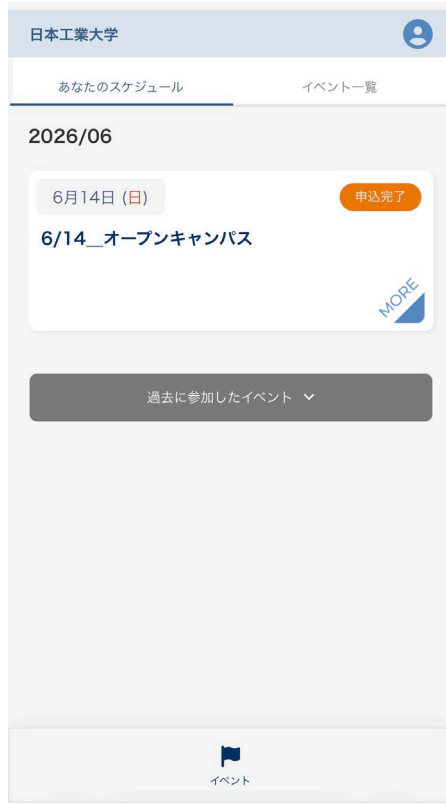 日本工業大学
あなたのスケジュール
イベント一覧
2026/06
6月14日 (日)
申込完了
6/14__オープンキャンパス
MORE
過去に参加したイベント
イベント